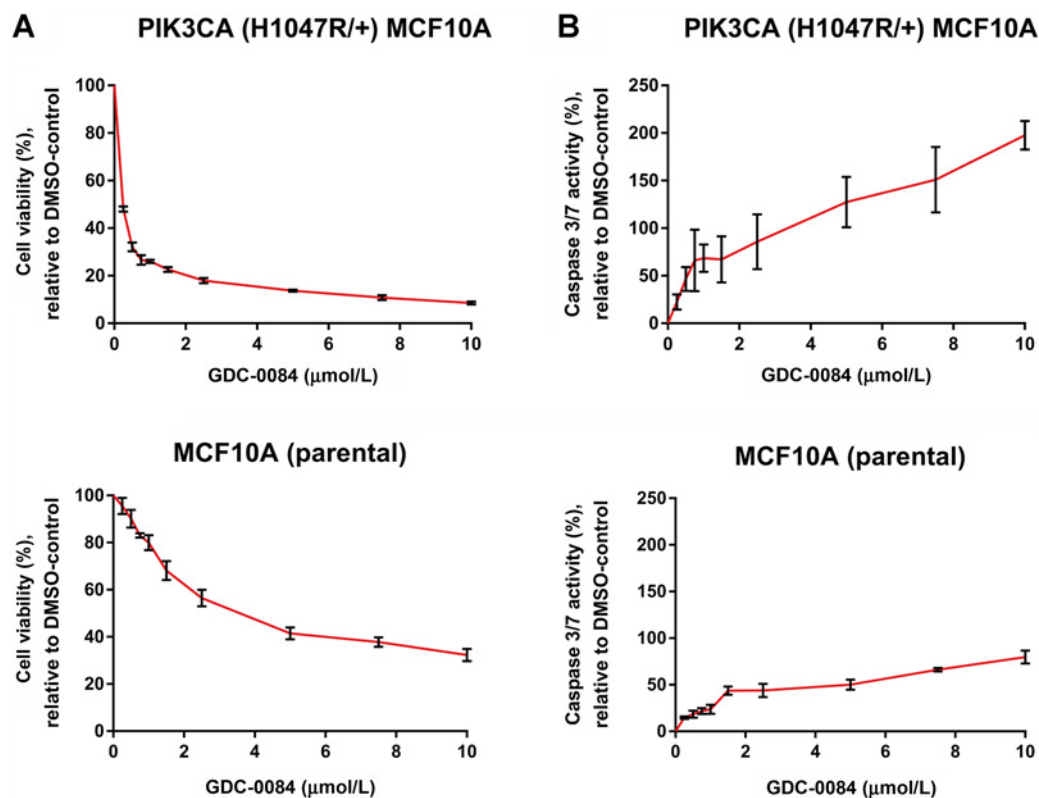 A
PIK3CA (H1047R/+) MCF10A
Cell viability (%),
relative to DMSO-control
100
80
60
40
20
0
0 2 4 6 8 10
GDC-0084 (μmol/L)
B
PIK3CA (H1047R/+) MCF10A
Caspase 3/7 activity (%),
relative to DMSO-control
250
200
150
100
50
0
0 2 4 6 8 10
GDC-0084 (μmol/L)
MCF10A (parental)
Cell viability (%),
relative to DMSO-control
100
80
60
40
20
0
0 2 4 6 8 10
GDC-0084 (μmol/L)
MCF10A (parental)
Caspase 3/7 activity (%),
relative to DMSO-control
250
200
150
100
50
0
0 2 4 6 8 10
GDC-0084 (μmol/L)